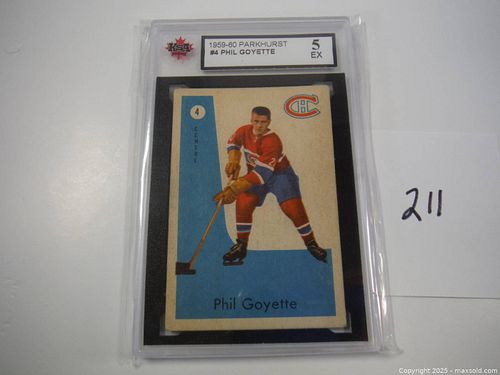 KSA
1959-60 PARKHURST
#4 PHIL GOYETTE
5
EX
4
CENTRE
C
H
Phil Goyette
211
Copyright © 2025 - maxsold.com